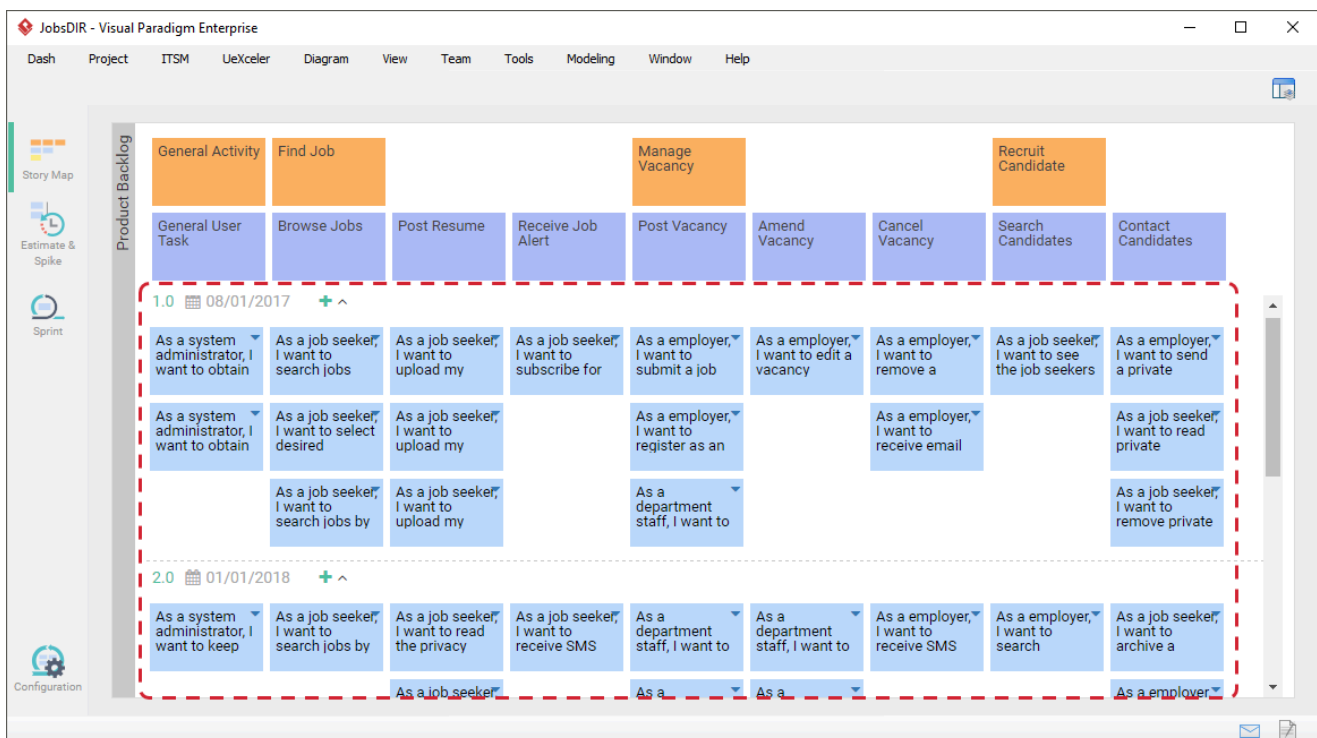 JobsDIR - Visual Paradigm Enterprise
Dash Project ITSM UeXceler Diagram View Team Tools Modeling Window Help
Story Map
Estimate &
Spike
Sprint
Configuration
Product Backlog
General Activity
Find Job
Manage
Vacancy
Recruit
Candidate
General User
Task
Browse Jobs
Post Resume
Receive Job
Alert
Post Vacancy
Amend
Vacancy
Cancel
Vacancy
Search
Candidates
Contact
Candidates
1.0 08/01/2017
As a system
administrator, I
want to obtain
As a job seeker,
I want to
search jobs
As a job seeker,
I want to
upload my
As a job seeker,
I want to
subscribe for
As a employer,
I want to
submit a job
As a employer,
I want to edit a
vacancy
As a employer,
I want to
remove a
As a job seeker,
I want to see
the job seekers
As a employer,
I want to send
a private
As a system
administrator, I
want to obtain
As a job seeker,
I want to select
desired
As a job seeker,
I want to
upload my
As a employer,
I want to
register as an
As a employer,
I want to
receive email
As a job seeker,
I want to read
private
As a job seeker,
I want to
search jobs by
As a job seeker,
I want to
upload my
As a
department
staff, I want to
As a job seeker,
I want to
remove private
2.0 01/01/2018
As a system
administrator, I
want to keep
As a job seeker,
I want to
search jobs by
As a job seeker,
I want to read
the privacy
As a job seeker,
I want to
receive SMS
As a
department
staff, I want to
As a
department
staff, I want to
As a employer,
I want to
receive SMS
As a employer,
I want to
search
As a job seeker,
I want to
archive a
As a job seeker
As a
As a
As a employer